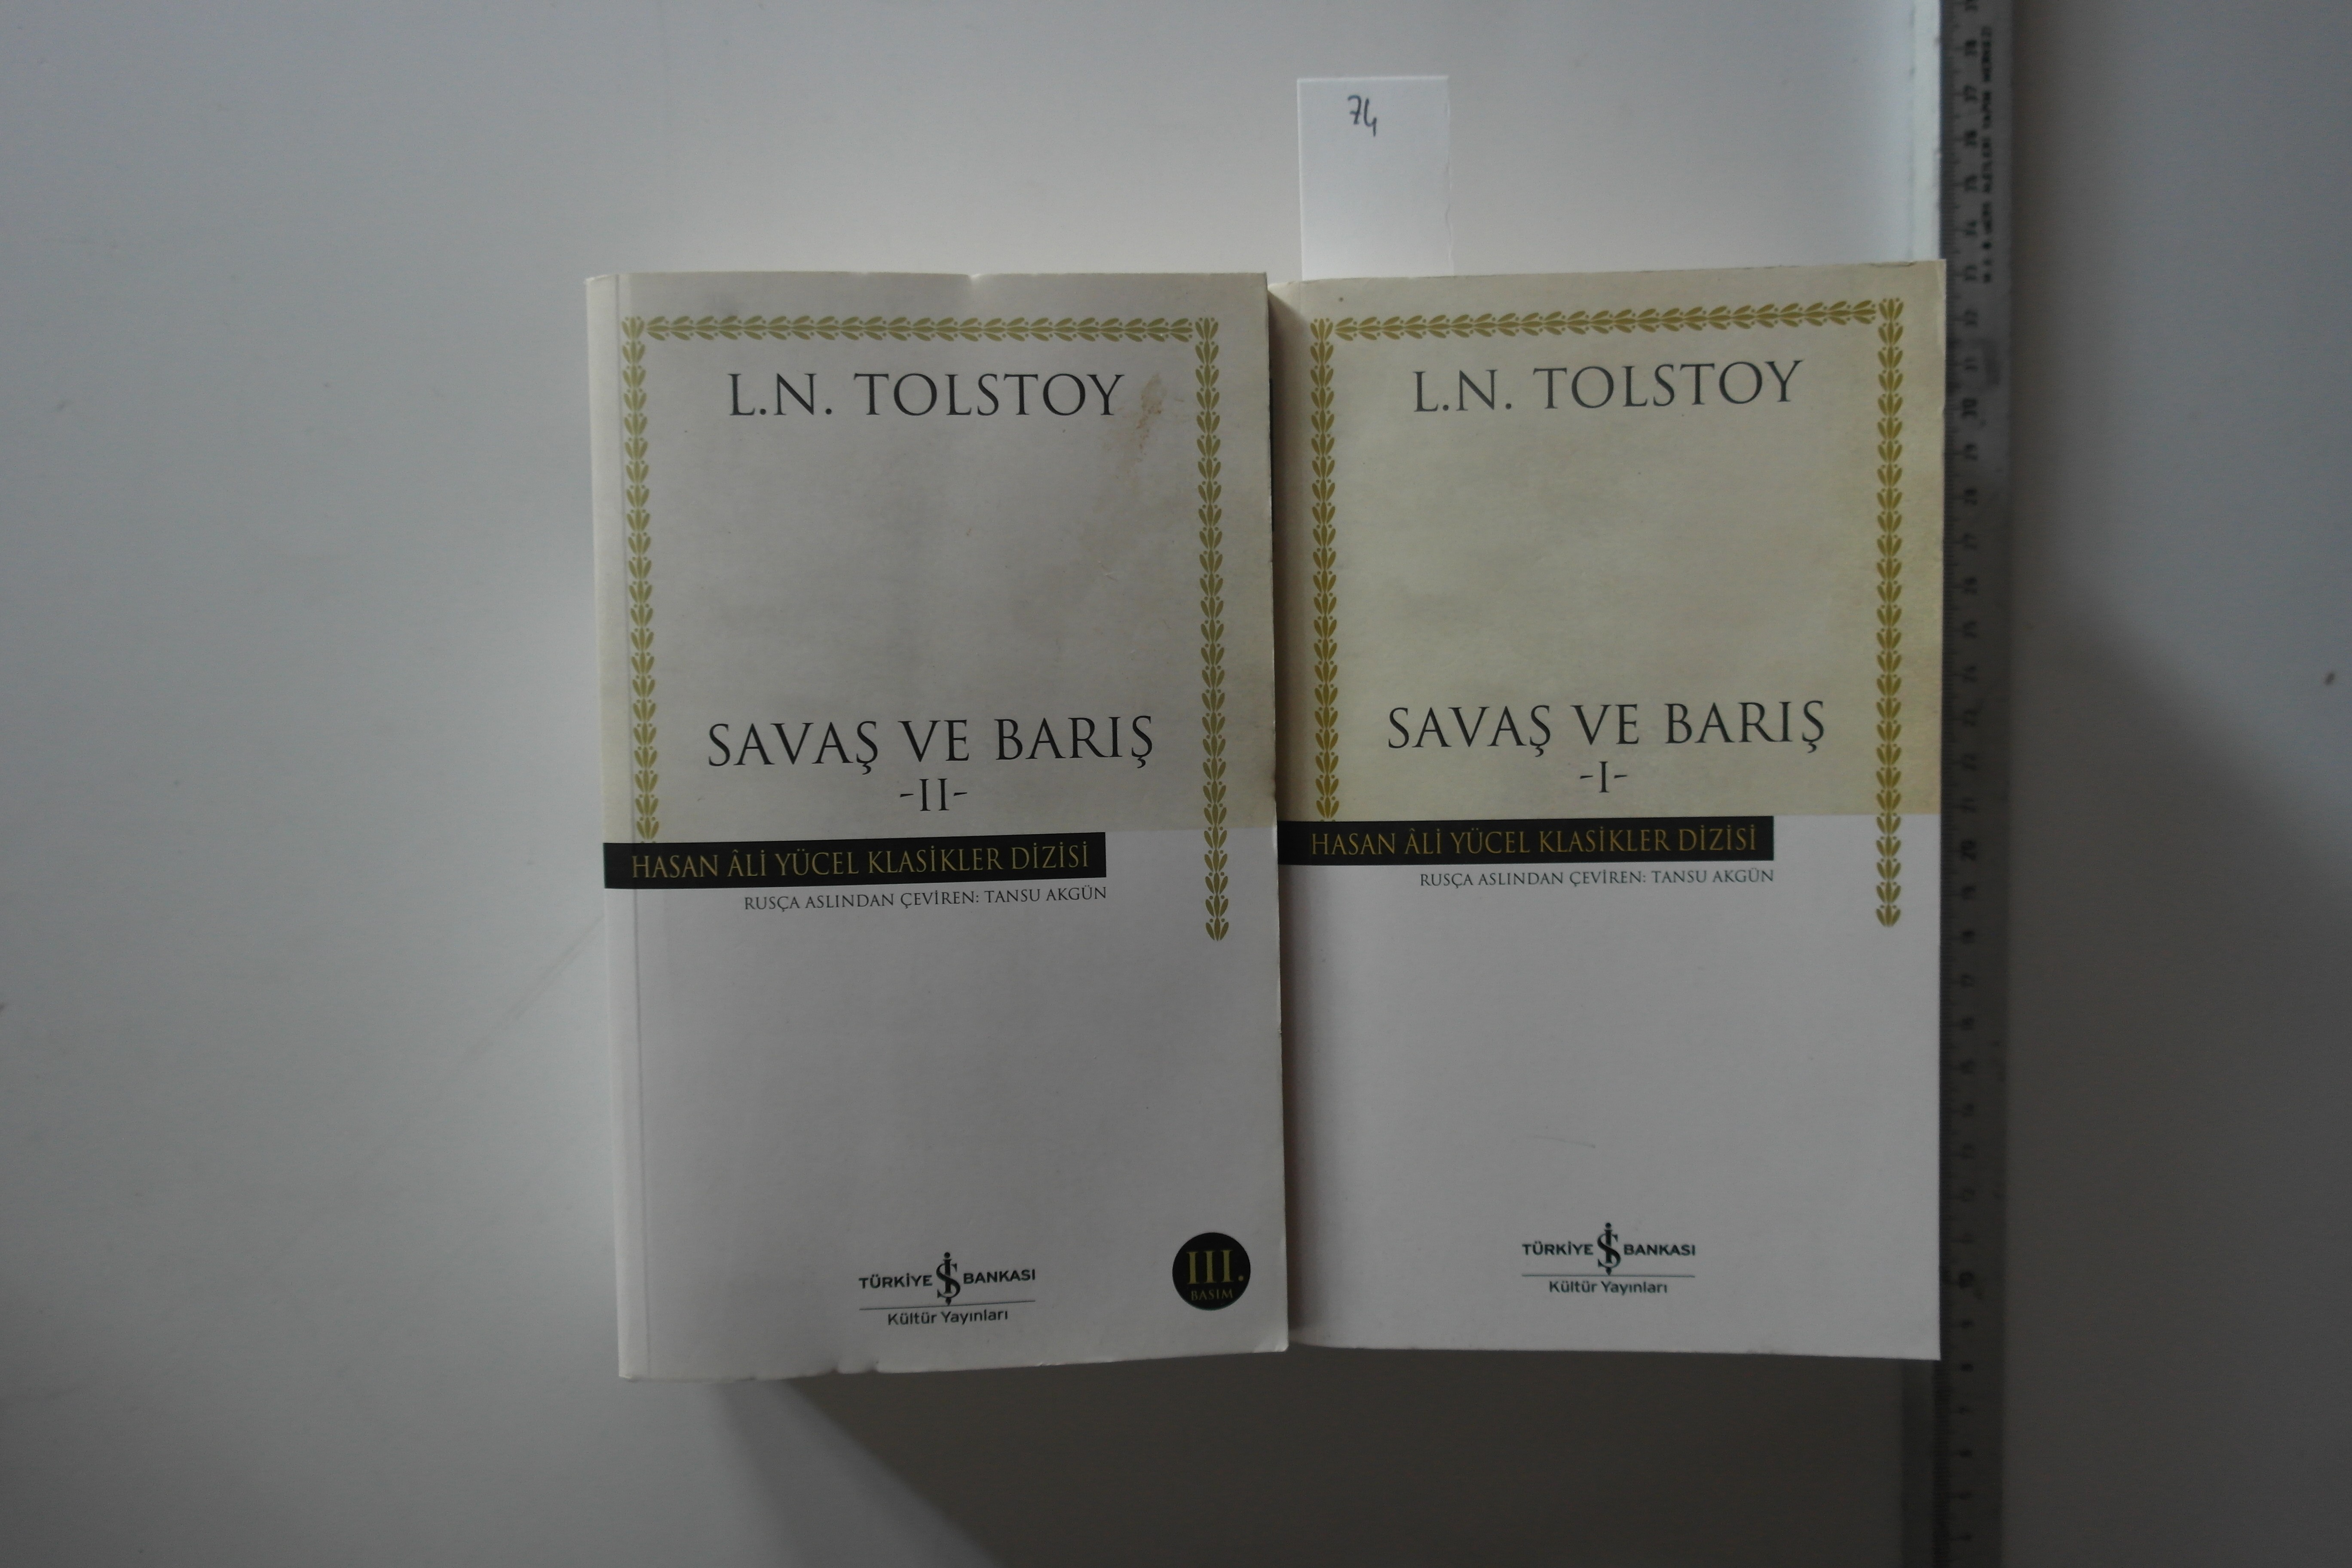 74
L.N. TOLSTOY
SAVAŞ VE BARIŞ
-II-
HASAN ÂLİ YÜCEL KLASİKLER DİZİSİ
RUSÇA ASLINDAN ÇEVİREN: TANSU AKGÜN
TÜRKİYE İŞ BANKASI
Kültür Yayınları
III.
BASIM
L.N. TOLSTOY
SAVAŞ VE BARIŞ
-I-
HASAN ÂLİ YÜCEL KLASİKLER DİZİSİ
RUSÇA ASLINDAN ÇEVİREN: TANSU AKGÜN
TÜRKİYE İŞ BANKASI
Kültür Yayınları